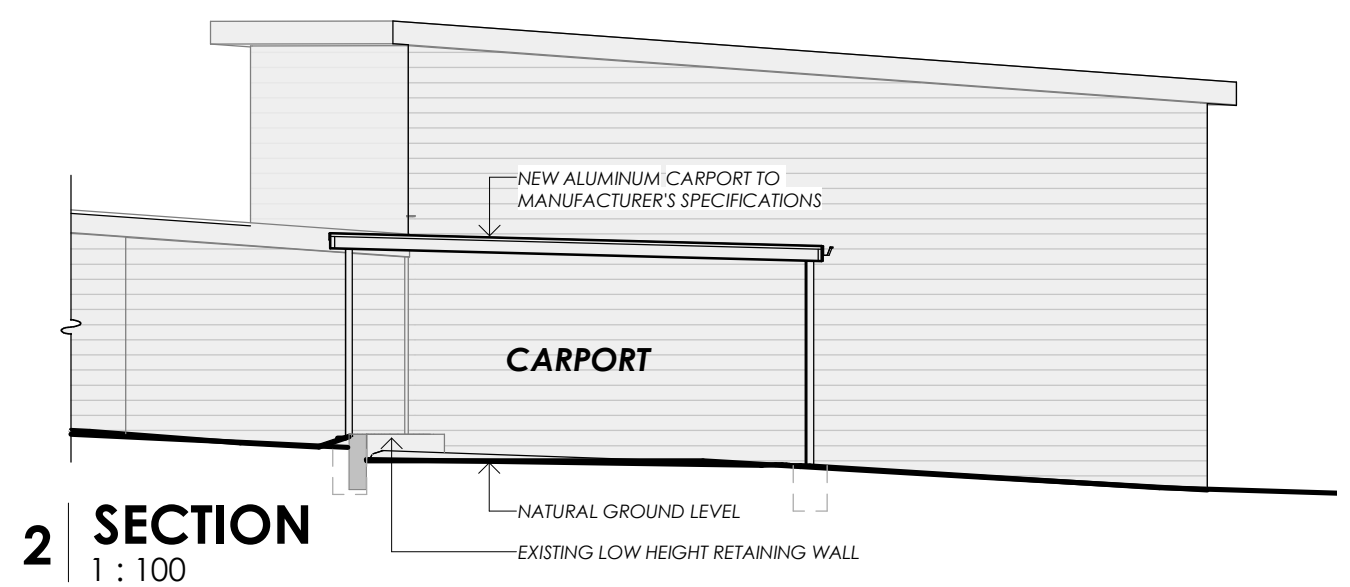 NEW ALUMINUM CARPORT TO
MANUFACTURER'S SPECIFICATIONS
CARPORT
NATURAL GROUND LEVEL
EXISTING LOW HEIGHT RETAINING WALL
2 SECTION
1 : 100